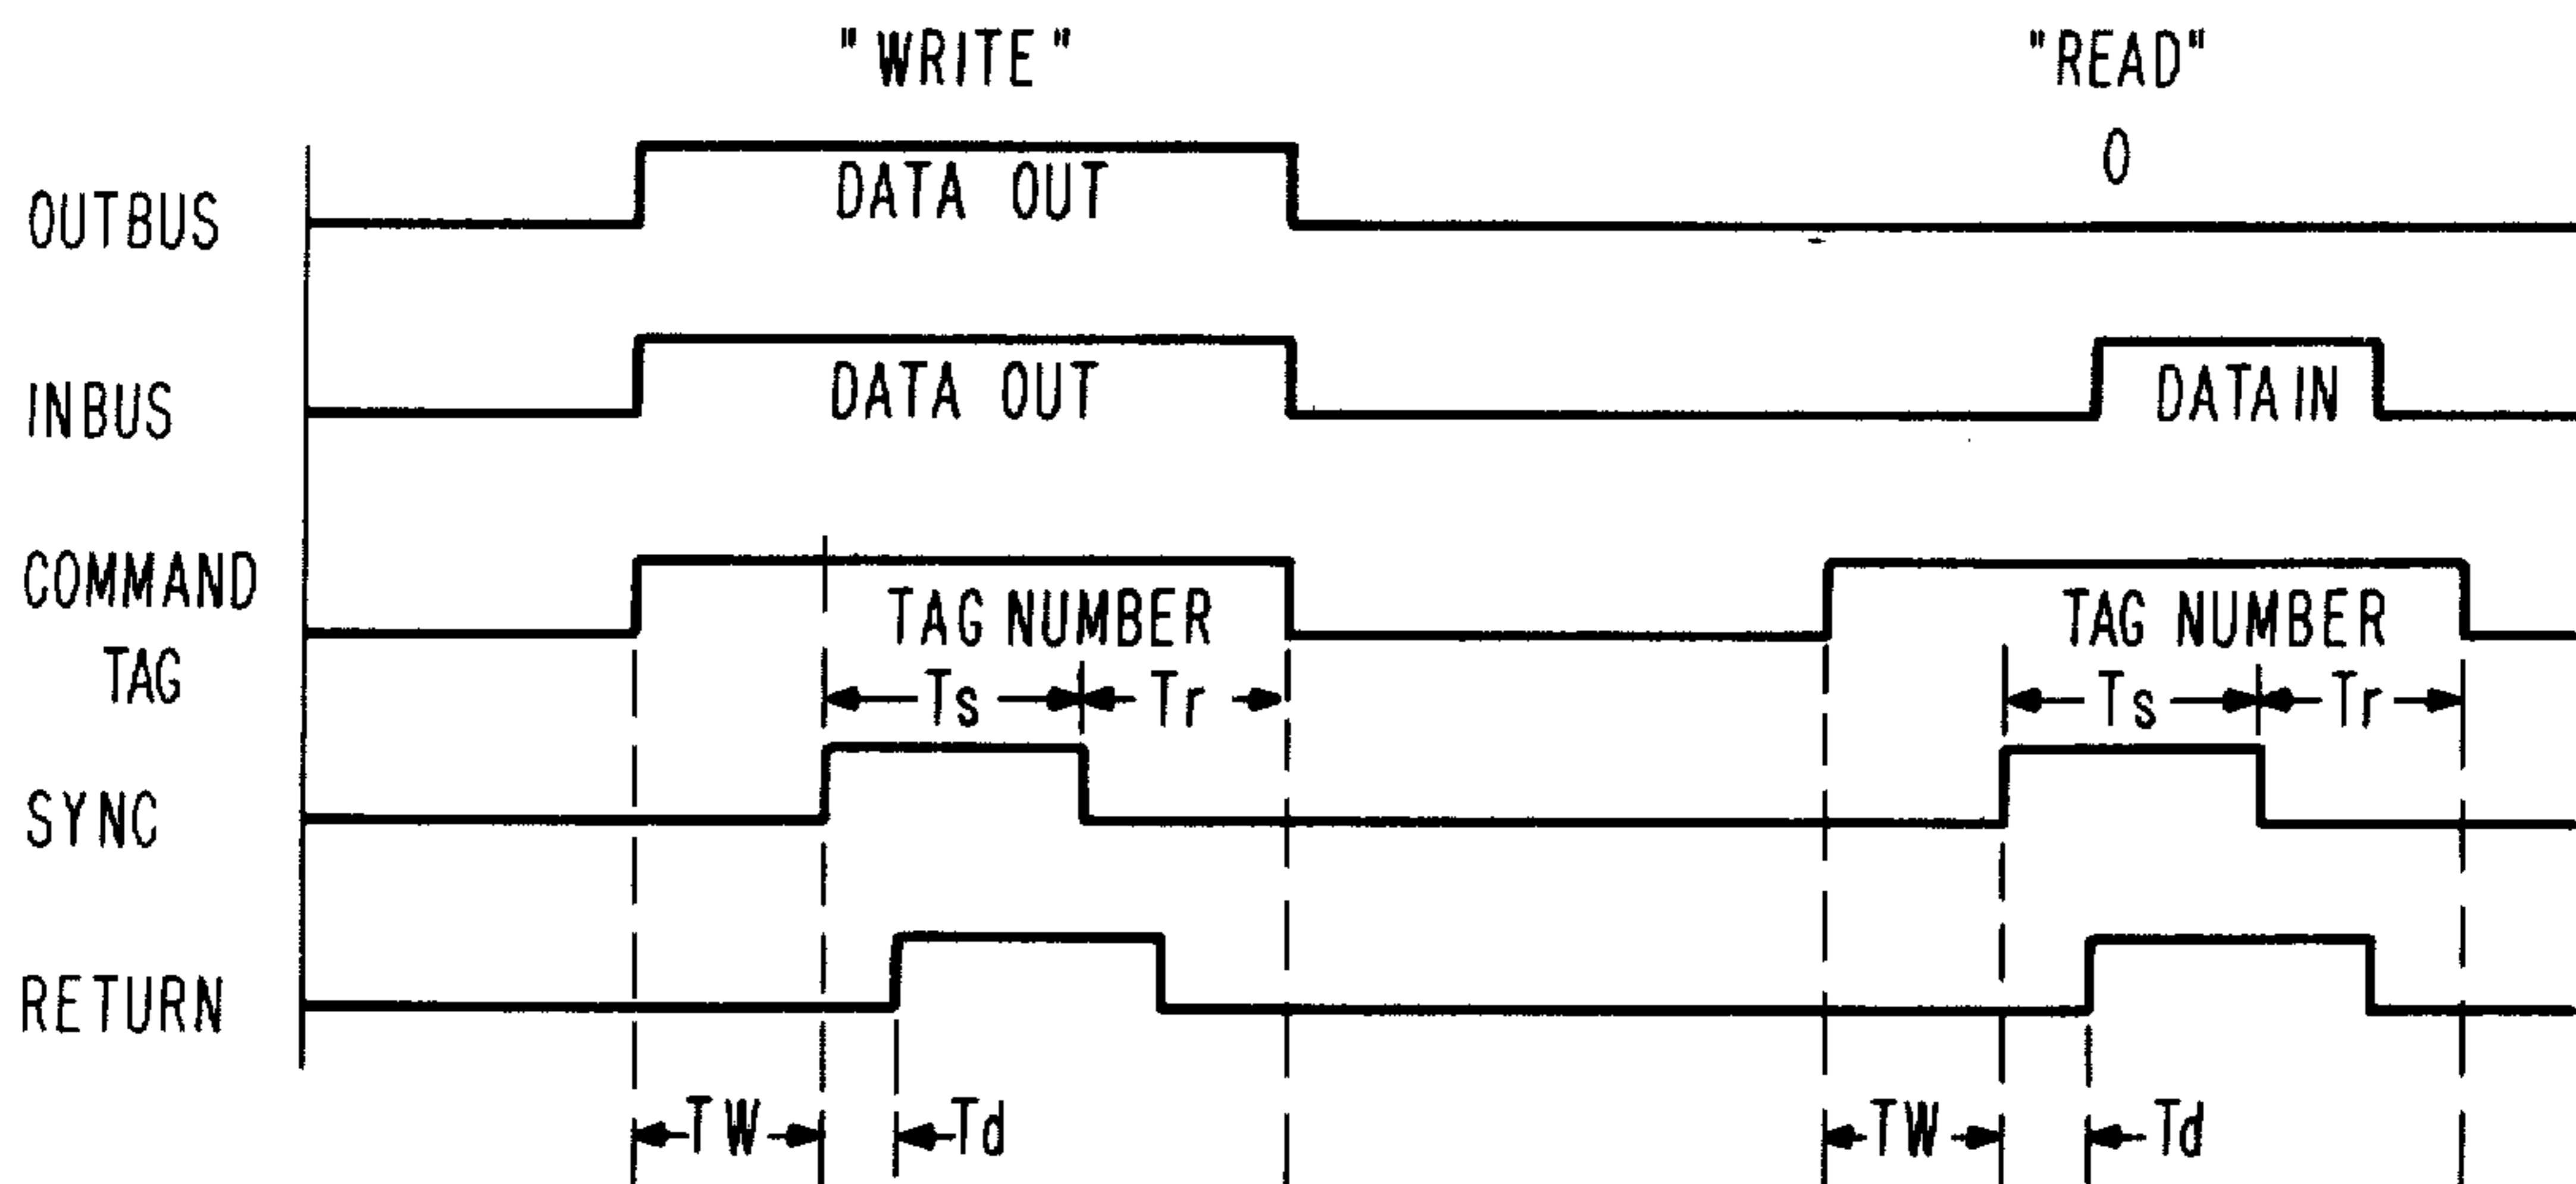 "WRITE" "READ"
OUTBUS DATA OUT 0
INBUS DATA OUT DATA IN
COMMAND TAG NUMBER TAG NUMBER
TAG Ts Tr Ts Tr
SYNC
RETURN
TW Td TW Td